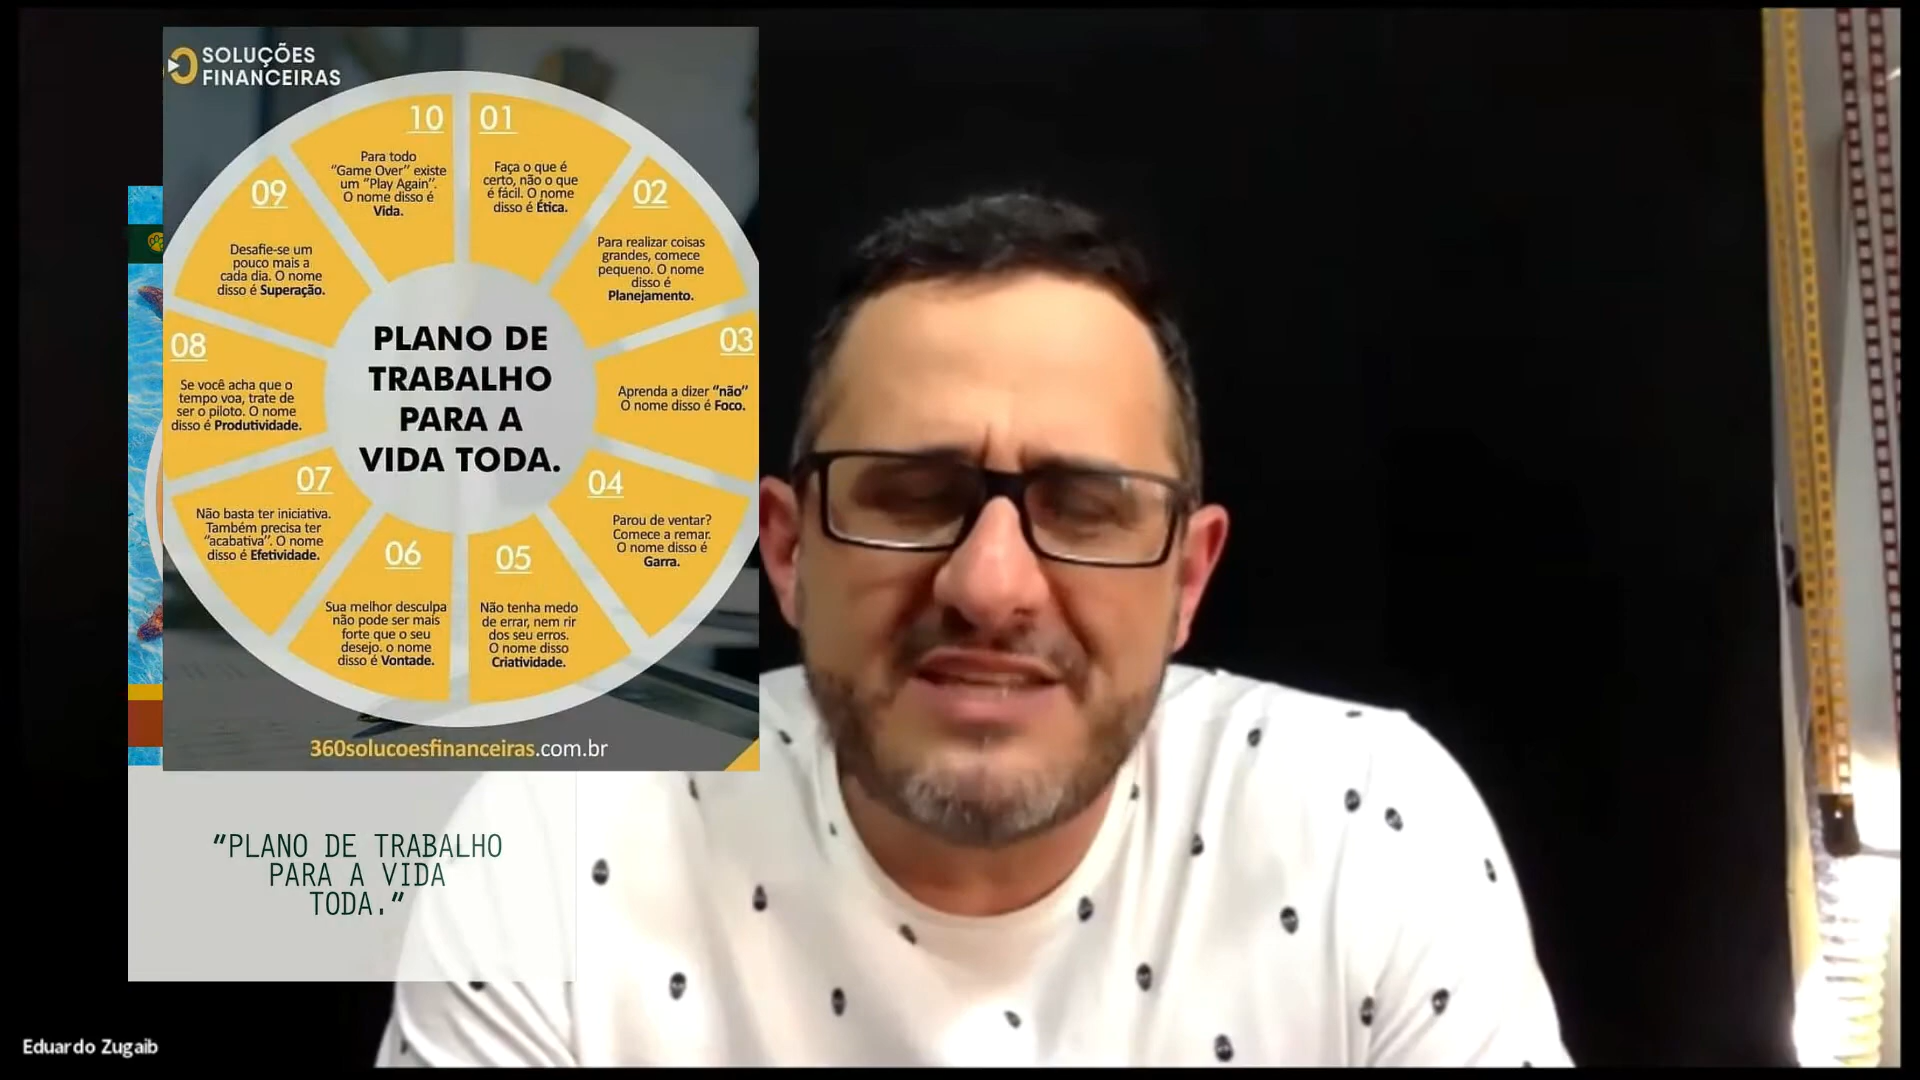 SOLUÇÕES
FINANCEIRAS
10
Para todo
“Game Over” existe
um “Play Again”.
O nome disso é
Vida.
01
Faça o que é
certo, não o que
é fácil. O nome
disso é Ética.
02
Para realizar coisas
grandes, comece
pequeno. O nome
disso é
Planejamento.
03
Aprenda a dizer “não”
O nome disso é Foco.
04
Parou de ventar?
Comece a remar.
O nome disso é
Garra.
05
Não tenha medo
de errar, nem rir
dos seu erros.
O nome disso
Criatividade.
06
Sua melhor desculpa
não pode ser mais
forte que o seu
desejo. o nome
disso é Vontade.
07
Não basta ter iniciativa.
Também precisa ter
“acabativa”. O nome
disso é Efetividade.
08
Se você acha que o
tempo voa, trate de
ser o piloto. O nome
disso é Produtividade.
09
Desafie-se um
pouco mais a
cada dia. O nome
disso é Superação.
PLANO DE
TRABALHO
PARA A
VIDA TODA.
360solucoesfinanceiras.com.br
“PLANO DE TRABALHO
PARA A VIDA
TODA.”
Eduardo Zugaib